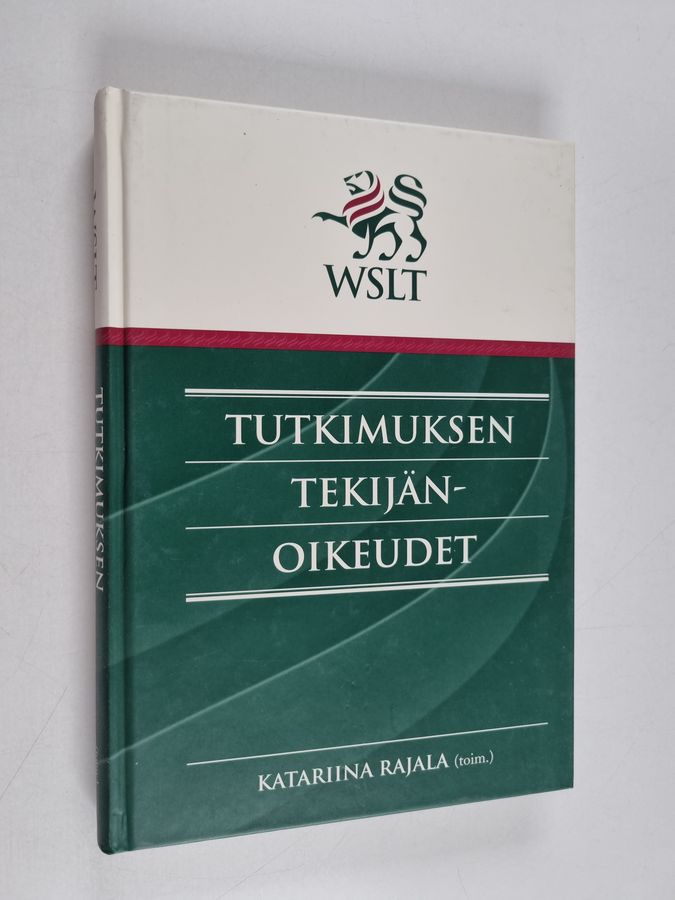 WSLT
TUTKIMUKSEN
TEKIJÄN-
OIKEUDET
KATARIINA RAJALA (toim.)
TUTKIMUKSEN